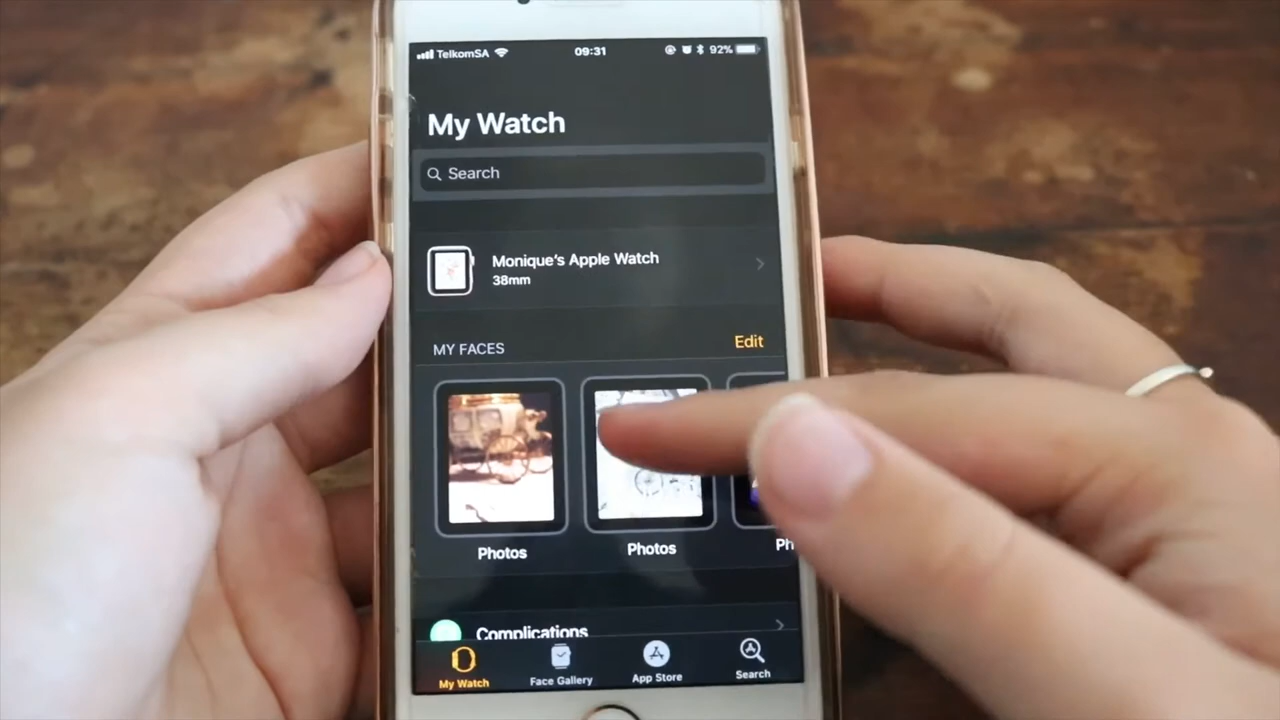 TelkomSA 09:31 92%
My Watch
Search
Monique's Apple Watch
38mm
MY FACES Edit
Photos Photos Ph
Complications
My Watch Face Gallery App Store Search